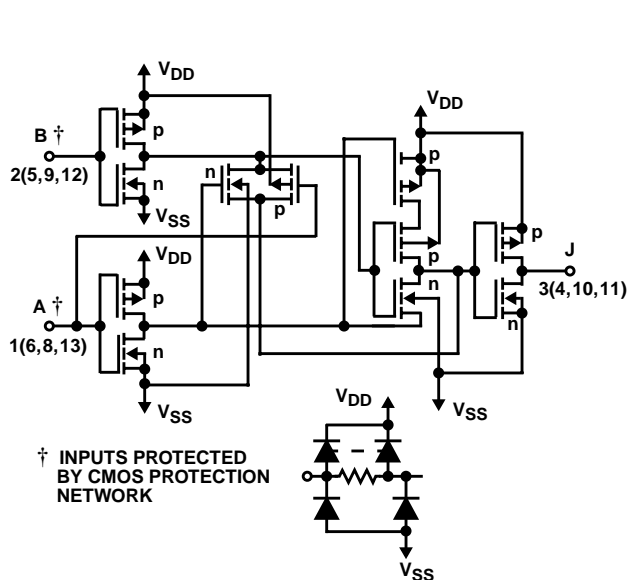 VDD
B †
p
2(5,9,12)
n
VSS
VDD
A †
p
1(6,8,13)
n
VSS
n
p
VDD
p
p
n
p
J
3(4,10,11)
n
VSS
VDD
† INPUTS PROTECTED
BY CMOS PROTECTION
NETWORK
VSS